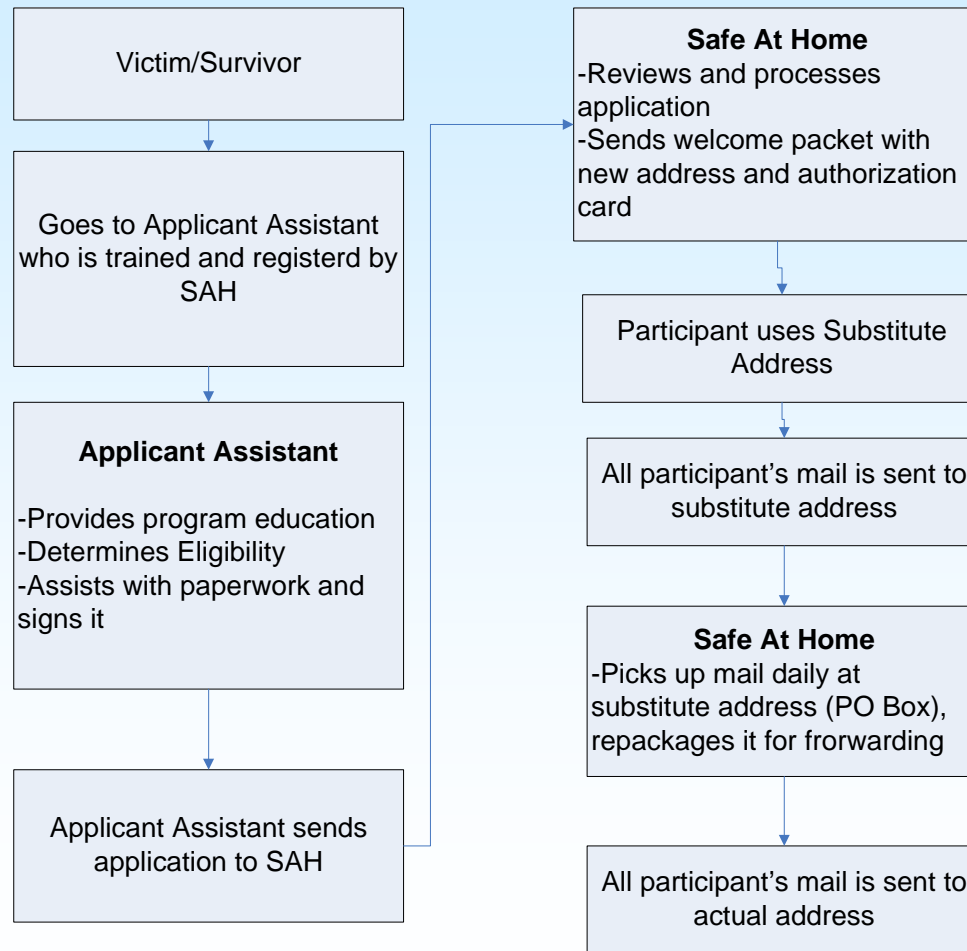 Victim/Survivor
Goes to Applicant Assistant
who is trained and registerd by
SAH
Applicant Assistant
-Provides program education
-Determines Eligibility
-Assists with paperwork and
signs it
Applicant Assistant sends
application to SAH
Safe At Home
-Reviews and processes
application
-Sends welcome packet with
new address and authorization
card
Participant uses Substitute
Address
All participant’s mail is sent to
substitute address
Safe At Home
-Picks up mail daily at
substitute address (PO Box),
repackages it for frorwarding
All participant’s mail is sent to
actual address